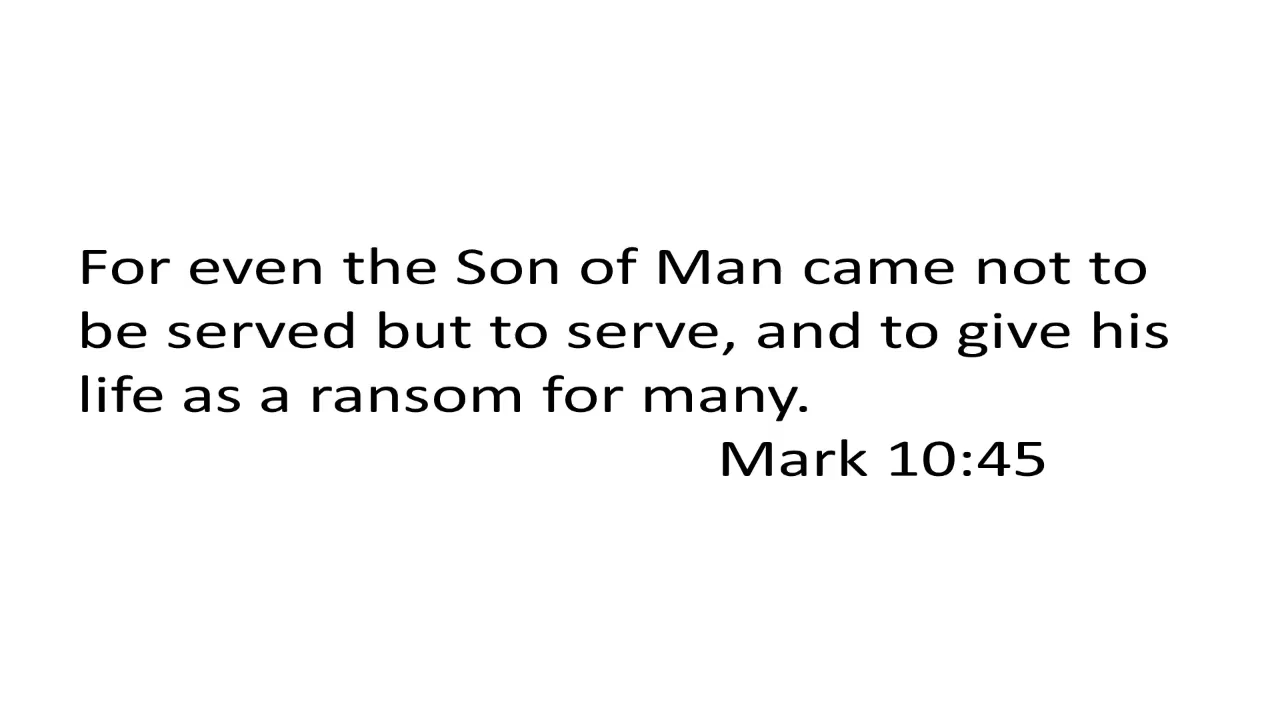 For even the Son of Man came not to
be served but to serve, and to give his
life as a ransom for many.
Mark 10:45